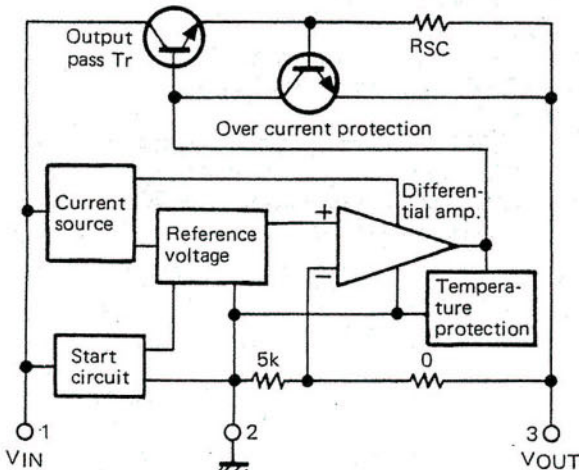 Output
pass Tr
RSC
Over current protection
Current
source
Differen-
tial amp.
+
Reference
voltage
−
Tempera-
ture
protection
Start
circuit
5k
0
1
2
3
VIN
VOUT